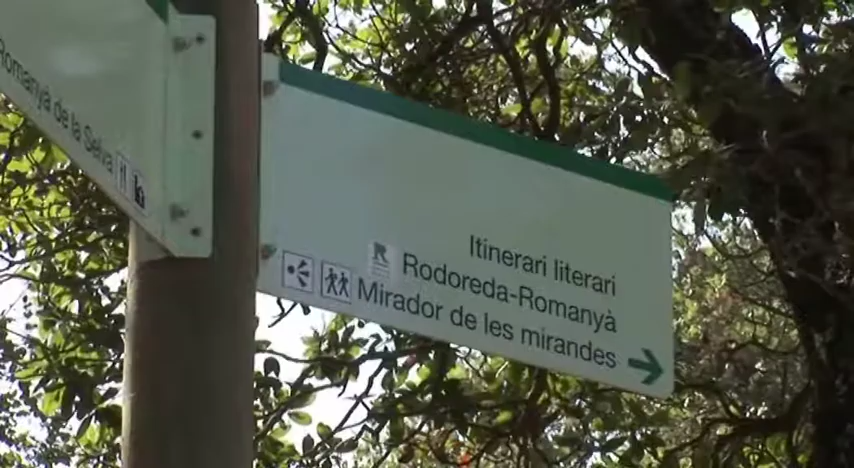 Romanyà de la Selva
Itinerari literari
R
Rodoreda-Romanyà
Mirador de les mirandes